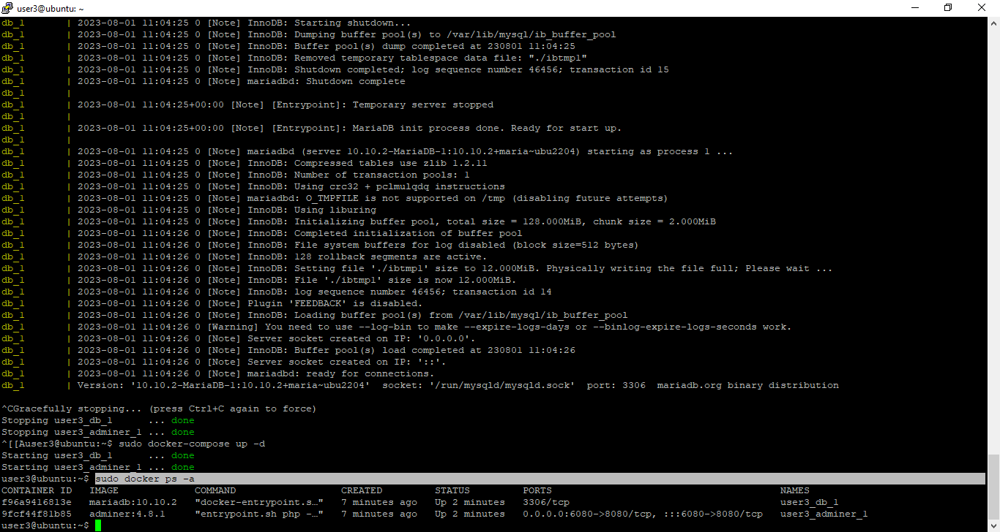 user3@ubuntu: ~
db_1 | 2023-08-01 11:04:25 0 [Note] InnoDB: Starting shutdown...
db_1 | 2023-08-01 11:04:25 0 [Note] InnoDB: Dumping buffer pool(s) to /var/lib/mysql/ib_buffer_pool
db_1 | 2023-08-01 11:04:25 0 [Note] InnoDB: Buffer pool(s) dump completed at 230801 11:04:25
db_1 | 2023-08-01 11:04:25 0 [Note] InnoDB: Removed temporary tablespace data file: "./ibtmp1"
db_1 | 2023-08-01 11:04:25 0 [Note] InnoDB: Shutdown completed; log sequence number 46456; transaction id 15
db_1 | 2023-08-01 11:04:25 0 [Note] mariadbd: Shutdown complete
db_1 |
db_1 | 2023-08-01 11:04:25+00:00 [Note] [Entrypoint]: Temporary server stopped
db_1 |
db_1 | 2023-08-01 11:04:25+00:00 [Note] [Entrypoint]: MariaDB init process done. Ready for start up.
db_1 |
db_1 | 2023-08-01 11:04:25 0 [Note] mariadbd (server 10.10.2-MariaDB-1:10.10.2+maria~ubu2204) starting as process 1 ...
db_1 | 2023-08-01 11:04:25 0 [Note] InnoDB: Compressed tables use zlib 1.2.11
db_1 | 2023-08-01 11:04:25 0 [Note] InnoDB: Number of transaction pools: 1
db_1 | 2023-08-01 11:04:25 0 [Note] InnoDB: Using crc32 + pclmulqdq instructions
db_1 | 2023-08-01 11:04:25 0 [Note] mariadbd: O_TMPFILE is not supported on /tmp (disabling future attempts)
db_1 | 2023-08-01 11:04:25 0 [Note] InnoDB: Using liburing
db_1 | 2023-08-01 11:04:25 0 [Note] InnoDB: Initializing buffer pool, total size = 128.000MiB, chunk size = 2.000MiB
db_1 | 2023-08-01 11:04:26 0 [Note] InnoDB: Completed initialization of buffer pool
db_1 | 2023-08-01 11:04:26 0 [Note] InnoDB: File system buffers for log disabled (block size=512 bytes)
db_1 | 2023-08-01 11:04:26 0 [Note] InnoDB: 128 rollback segments are active.
db_1 | 2023-08-01 11:04:26 0 [Note] InnoDB: Setting file './ibtmp1' size to 12.000MiB. Physically writing the file full; Please wait ...
db_1 | 2023-08-01 11:04:26 0 [Note] InnoDB: File './ibtmp1' size is now 12.000MiB.
db_1 | 2023-08-01 11:04:26 0 [Note] InnoDB: log sequence number 46456; transaction id 14
db_1 | 2023-08-01 11:04:26 0 [Note] Plugin 'FEEDBACK' is disabled.
db_1 | 2023-08-01 11:04:26 0 [Note] InnoDB: Loading buffer pool(s) from /var/lib/mysql/ib_buffer_pool
db_1 | 2023-08-01 11:04:26 0 [Warning] You need to use --log-bin to make --expire-logs-days or --binlog-expire-logs-seconds work.
db_1 | 2023-08-01 11:04:26 0 [Note] Server socket created on IP: '0.0.0.0'.
db_1 | 2023-08-01 11:04:26 0 [Note] InnoDB: Buffer pool(s) load completed at 230801 11:04:26
db_1 | 2023-08-01 11:04:26 0 [Note] Server socket created on IP: '::'.
db_1 | 2023-08-01 11:04:26 0 [Note] mariadbd: ready for connections.
db_1 | Version: '10.10.2-MariaDB-1:10.10.2+maria~ubu2204'  socket: '/run/mysqld/mysqld.sock'  port: 3306  mariadb.org binary distribution
^CGracefully stopping... (press Ctrl+C again to force)
Stopping user3_db_1 ... done
Stopping user3_adminer_1 ... done
^[[Auser3@ubuntu:~$ sudo docker-compose up -d
Starting user3_db_1 ... done
Starting user3_adminer_1 ... done
user3@ubuntu:~$ sudo docker ps -a
CONTAINER ID IMAGE COMMAND CREATED STATUS PORTS NAMES
f96a9416813e mariadb:10.10.2 "docker-entrypoint.s…" 7 minutes ago Up 2 minutes 3306/tcp user3_db_1
9fcf44f81b85 adminer:4.8.1 "entrypoint.sh php -…" 7 minutes ago Up 2 minutes 0.0.0.0:6080->8080/tcp, :::6080->8080/tcp user3_adminer_1
user3@ubuntu:~$